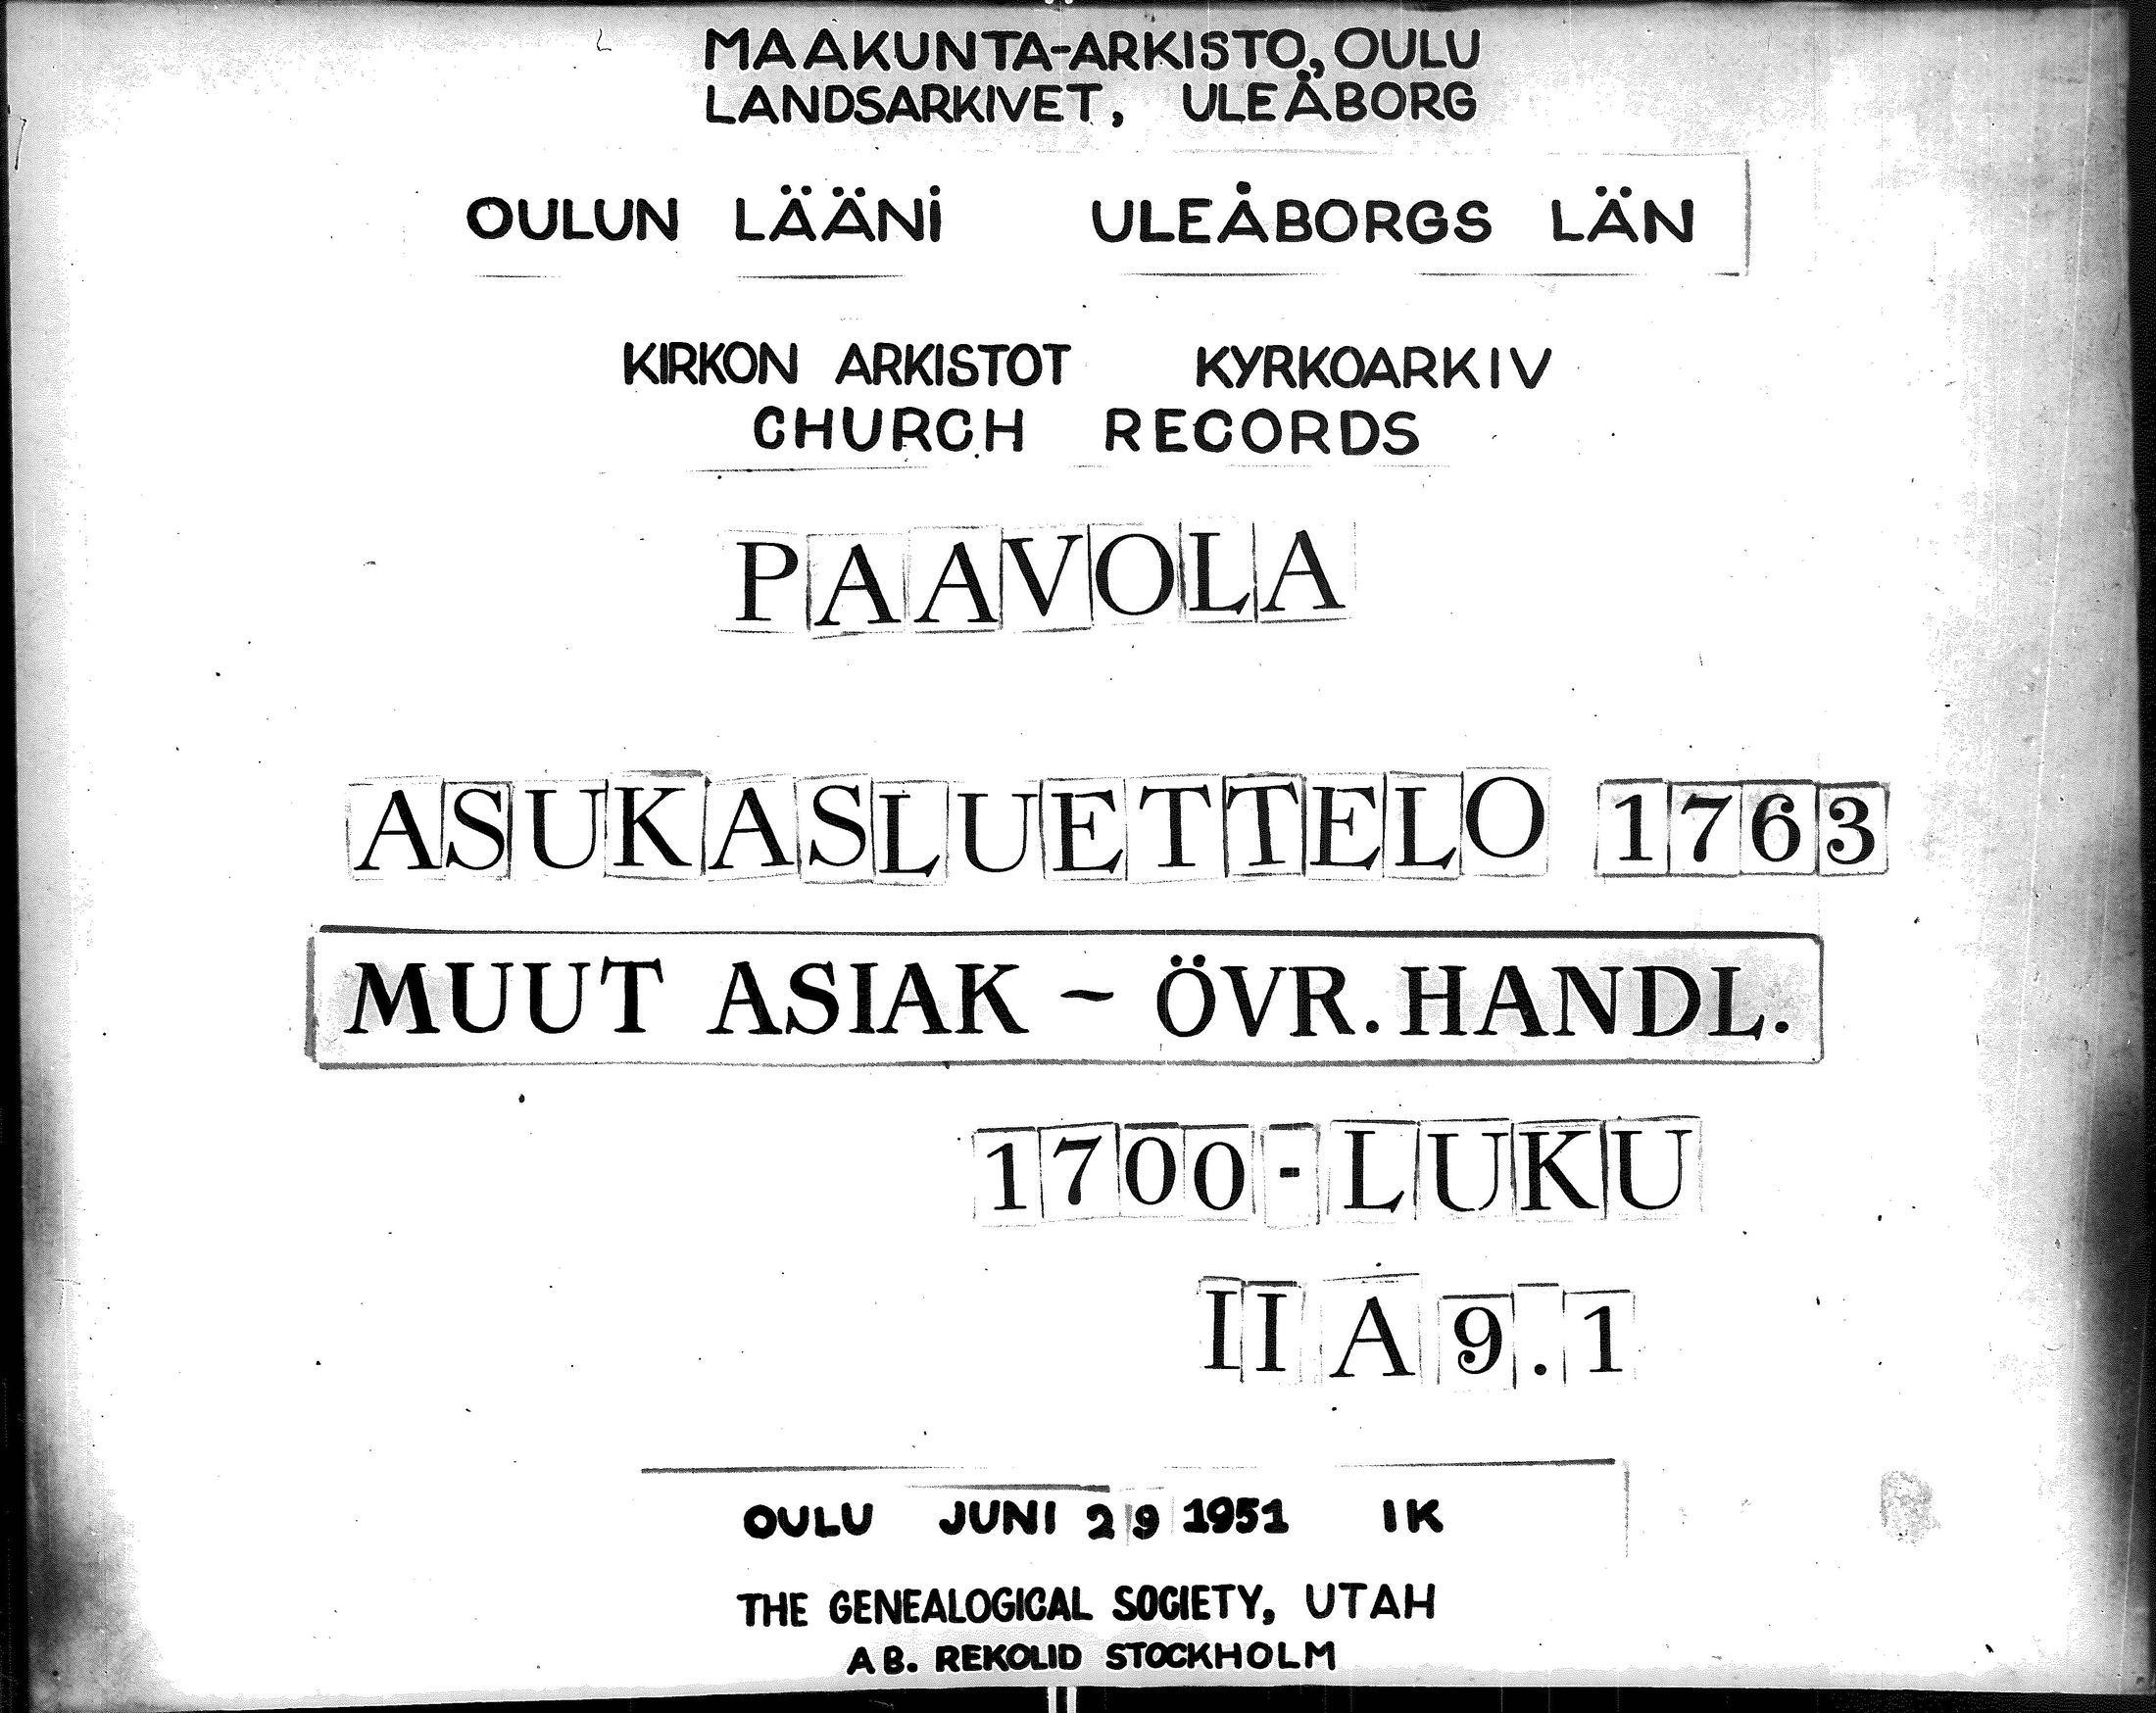 MAAKUNTA-ARKISTO, OULU
LANDSARKIVET, ULEÅBORG
OULUN LÄÄNI ULEÅBORGS LÄN
KIRKON ARKISTOT KYRKOARKIV
CHURCH RECORDS
PAAVOLA
ASUKASLUETTELO 1763
MUUT ASIAK - ÖVR. HANDL.
1700-LUKU
II A 9.1
OULU JUNI 29 1951 IK
THE GENEALOGICAL SOCIETY, UTAH
AB. REKOLID STOCKHOLM